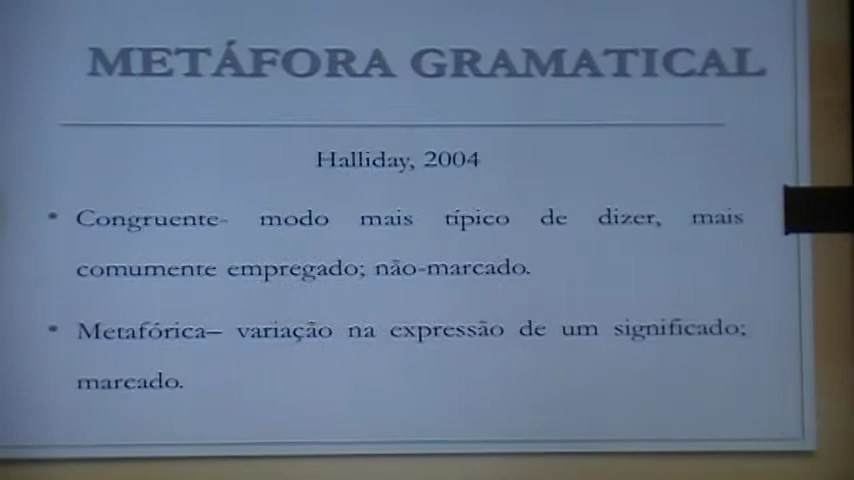 METÁFORA GRAMATICAL
Halliday, 2004
• Congruente- modo mais típico de dizer, mais
comumente empregado; não-marcado.
• Metafórica– variação na expressão de um significado;
marcado.